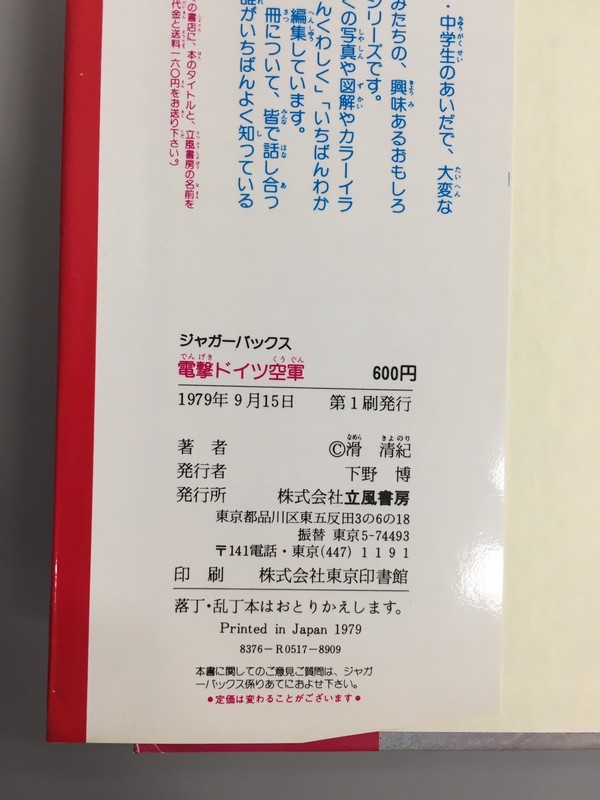 ・中学生のあいだで、大変な
みたちの、興味あるおもしろ
シリーズです。
くの写真や図解やカラーイラ
んくわしく」「いちばんわか
編集しています。
冊について、皆で話し合う
誰がいちばんよく知っている
の書店に、本のタイトルと、立風書房の名前を
代金と送料一六〇円をお送り下さい。)
ジャガーバックス
電撃ドイツ空軍 600円
1979年9月15日 第1刷発行
著者 ©滑 清紀
発行者 下野 博
発行所 株式会社立風書房
東京都品川区東五反田3の6の18
振替 東京5-74493
〒141電話・東京(447)1191
印刷 株式会社東京印書館
落丁・乱丁本はおとりかえします。
Printed in Japan 1979
8376-R0517-8909
本書に関してのご意見ご質問は、ジャガ
ーバックス係りあてにおよせ下さい。
●定価は変わることがございます●